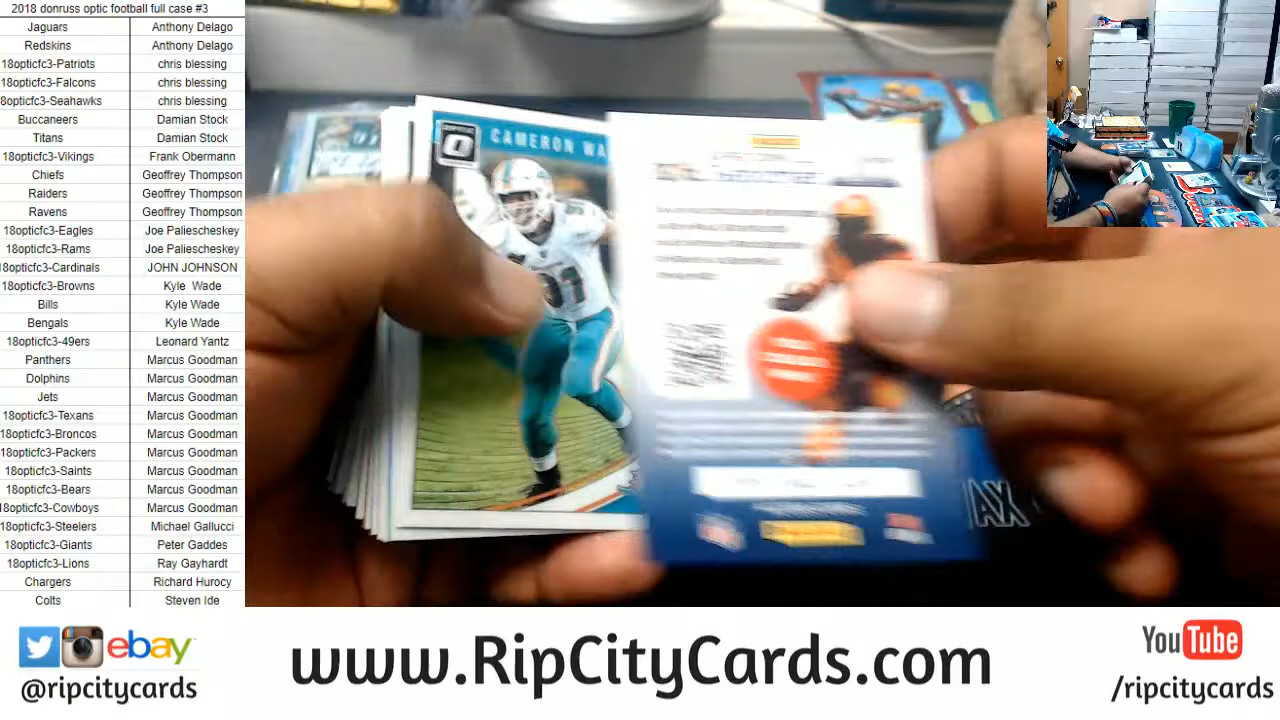 2018 donruss optic football full case #3
Jaguars Anthony Delago
Redskins Anthony Delago
18opticfc3-Patriots chris blessing
18opticfc3-Falcons chris blessing
8opticfc3-Seahawks chris blessing
Buccaneers Damian Stock
Titans Damian Stock
18opticfc3-Vikings Frank Obermann
Chiefs Geoffrey Thompson
Raiders Geoffrey Thompson
Ravens Geoffrey Thompson
18opticfc3-Eagles Joe Paliescheskey
18opticfc3-Rams Joe Paliescheskey
8opticfc3-Cardinals JOHN JOHNSON
18opticfc3-Browns Kyle Wade
Bills Kyle Wade
Bengals Kyle Wade
18opticfc3-49ers Leonard Yantz
Panthers Marcus Goodman
Dolphins Marcus Goodman
Jets Marcus Goodman
18opticfc3-Texans Marcus Goodman
18opticfc3-Broncos Marcus Goodman
18opticfc3-Packers Marcus Goodman
18opticfc3-Saints Marcus Goodman
18opticfc3-Bears Marcus Goodman
8opticfc3-Cowboys Marcus Goodman
18opticfc3-Steelers Michael Gallucci
18opticfc3-Giants Peter Gaddes
18opticfc3-Lions Ray Gayhardt
Chargers Richard Hurocy
Colts Steven Ide
CAMERON WA
91
AX
ebay
@ripcitycards
www.RipCityCards.com
YouTube
/ripcitycards